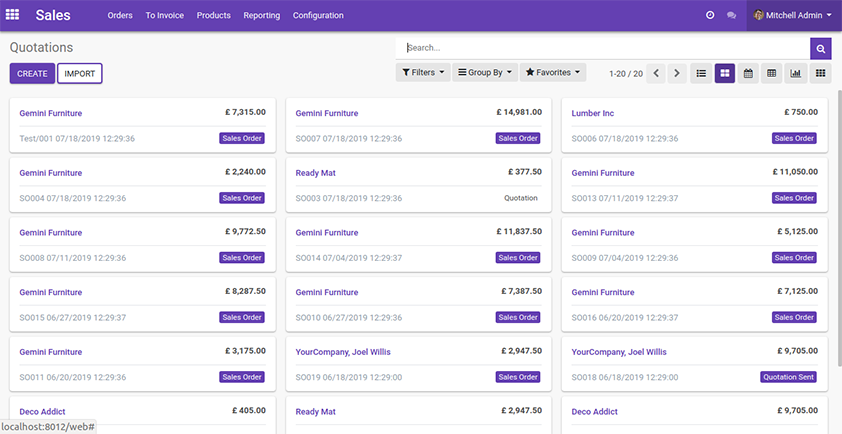 Sales Orders To Invoice Products Reporting Configuration Mitchell Admin
Quotations Search...
CREATE IMPORT Filters Group By Favorites 1-20 / 20
Gemini Furniture £ 7,315.00 Gemini Furniture £ 14,981.00 Lumber Inc £ 750.00
Test/001 07/18/2019 12:29:36 Sales Order SO007 07/18/2019 12:29:36 Sales Order SO006 07/18/2019 12:29:36 Sales Order
Gemini Furniture £ 2,240.00 Ready Mat £ 377.50 Gemini Furniture £ 11,050.00
SO004 07/18/2019 12:29:36 Sales Order SO003 07/18/2019 12:29:36 Quotation SO013 07/11/2019 12:29:37 Sales Order
Gemini Furniture £ 9,772.50 Gemini Furniture £ 11,837.50 Gemini Furniture £ 5,125.00
SO008 07/11/2019 12:29:36 Sales Order SO014 07/04/2019 12:29:37 Sales Order SO009 07/04/2019 12:29:36 Sales Order
Gemini Furniture £ 8,287.50 Gemini Furniture £ 7,387.50 Gemini Furniture £ 7,125.00
SO015 06/27/2019 12:29:37 Sales Order SO010 06/27/2019 12:29:36 Sales Order SO016 06/20/2019 12:29:37 Sales Order
Gemini Furniture £ 3,175.00 YourCompany, Joel Willis £ 2,947.50 YourCompany, Joel Willis £ 9,705.00
SO011 06/20/2019 12:29:36 Sales Order SO019 06/18/2019 12:29:00 Sales Order SO018 06/18/2019 12:29:00 Quotation Sent
Deco Addict £ 405.00 Ready Mat £ 2,947.50 Deco Addict £ 9,705.00
localhost:8012/web#